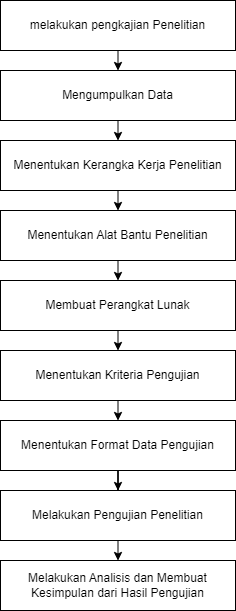 melakukan pengkajian Penelitian
Mengumpulkan Data
Menentukan Kerangka Kerja Penelitian
Menentukan Alat Bantu Penelitian
Membuat Perangkat Lunak
Menentukan Kriteria Pengujian
Menentukan Format Data Pengujian
Melakukan Pengujian Penelitian
Melakukan Analisis dan Membuat
Kesimpulan dari Hasil Pengujian